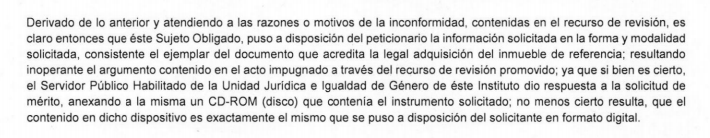 Derivado de lo anterior y atendiendo a las razones o motivos de la inconformidad, contenidas en el recurso de revisión, es
claro entonces que éste Sujeto Obligado, puso a disposición del peticionario la información solicitada en la forma y modalidad
solicitada, consistente el ejemplar del documento que acredita la legal adquisición del inmueble de referencia; resultando
inoperante el argumento contenido en el acto impugnado a través del recurso de revisión promovido; ya que si bien es cierto,
el Servidor Público Habilitado de la Unidad Jurídica e Igualdad de Género de éste Instituto dio respuesta a la solicitud de
mérito, anexando a la misma un CD-ROM (disco) que contenía el instrumento solicitado; no menos cierto resulta, que el
contenido en dicho dispositivo es exactamente el mismo que se puso a disposición del solicitante en formato digital.